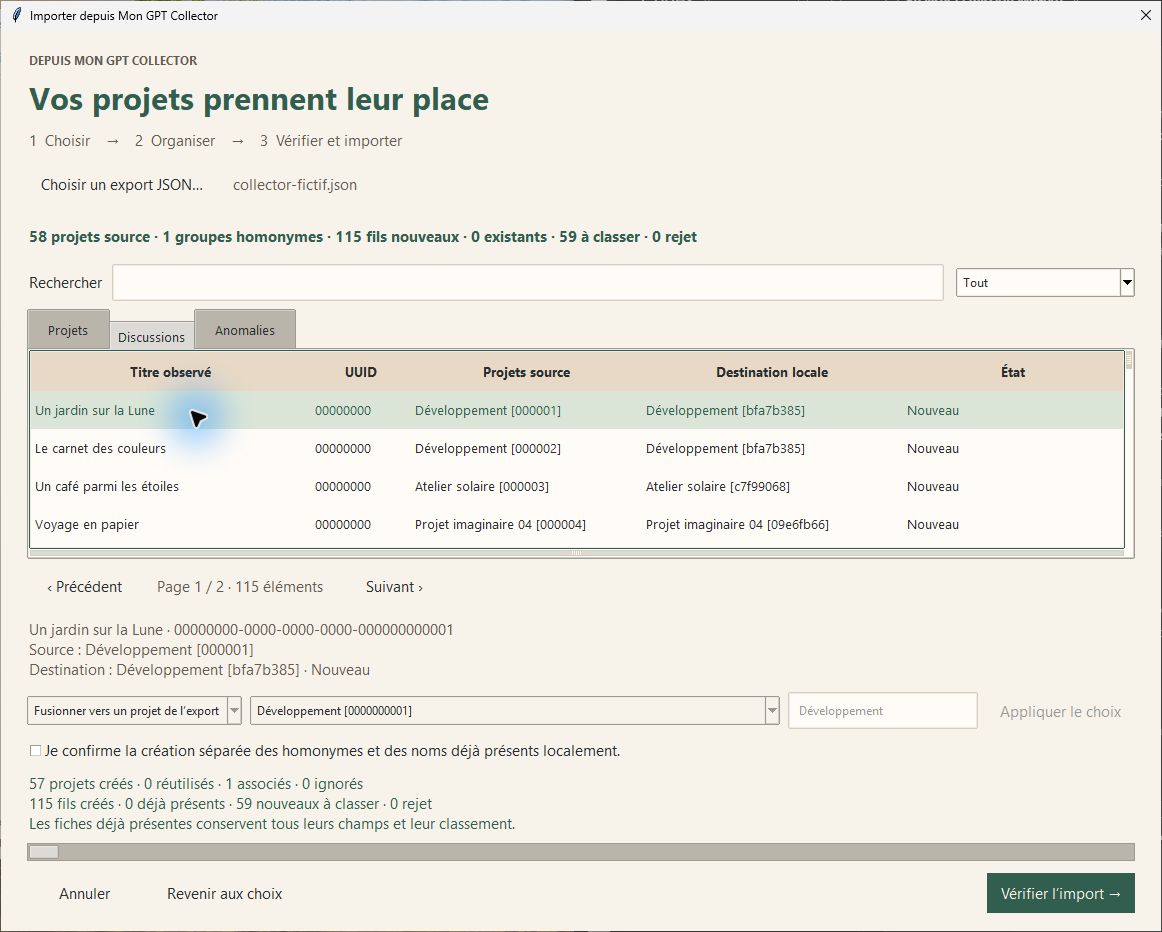 Importer depuis Mon GPT Collector
DEPUIS MON GPT COLLECTOR
Vos projets prennent leur place
1 Choisir → 2 Organiser → 3 Vérifier et importer
Choisir un export JSON... collector-fictif.json
58 projets source · 1 groupes homonymes · 115 fils nouveaux · 0 existants · 59 à classer · 0 rejet
Rechercher Tout
Projets Discussions Anomalies
Titre observé UUID Projets source Destination locale État
Un jardin sur la Lune 00000000 Développement [000001] Développement [bfa7b385] Nouveau
Le carnet des couleurs 00000000 Développement [000002] Développement [bfa7b385] Nouveau
Un café parmi les étoiles 00000000 Atelier solaire [000003] Atelier solaire [c7f99068] Nouveau
Voyage en papier 00000000 Projet imaginaire 04 [000004] Projet imaginaire 04 [09e6fb66] Nouveau
‹ Précédent Page 1 / 2 · 115 éléments Suivant ›
Un jardin sur la Lune · 00000000-0000-0000-0000-000000000001
Source : Développement [000001]
Destination : Développement [bfa7b385] · Nouveau
Fusionner vers un projet de l’export Développement [0000000001] Développement Appliquer le choix
Je confirme la création séparée des homonymes et des noms déjà présents localement.
57 projets créés · 0 réutilisés · 1 associés · 0 ignorés
115 fils créés · 0 déjà présents · 59 nouveaux à classer · 0 rejet
Les fiches déjà présentes conservent tous leurs champs et leur classement.
Annuler Revenir aux choix Vérifier l’import →